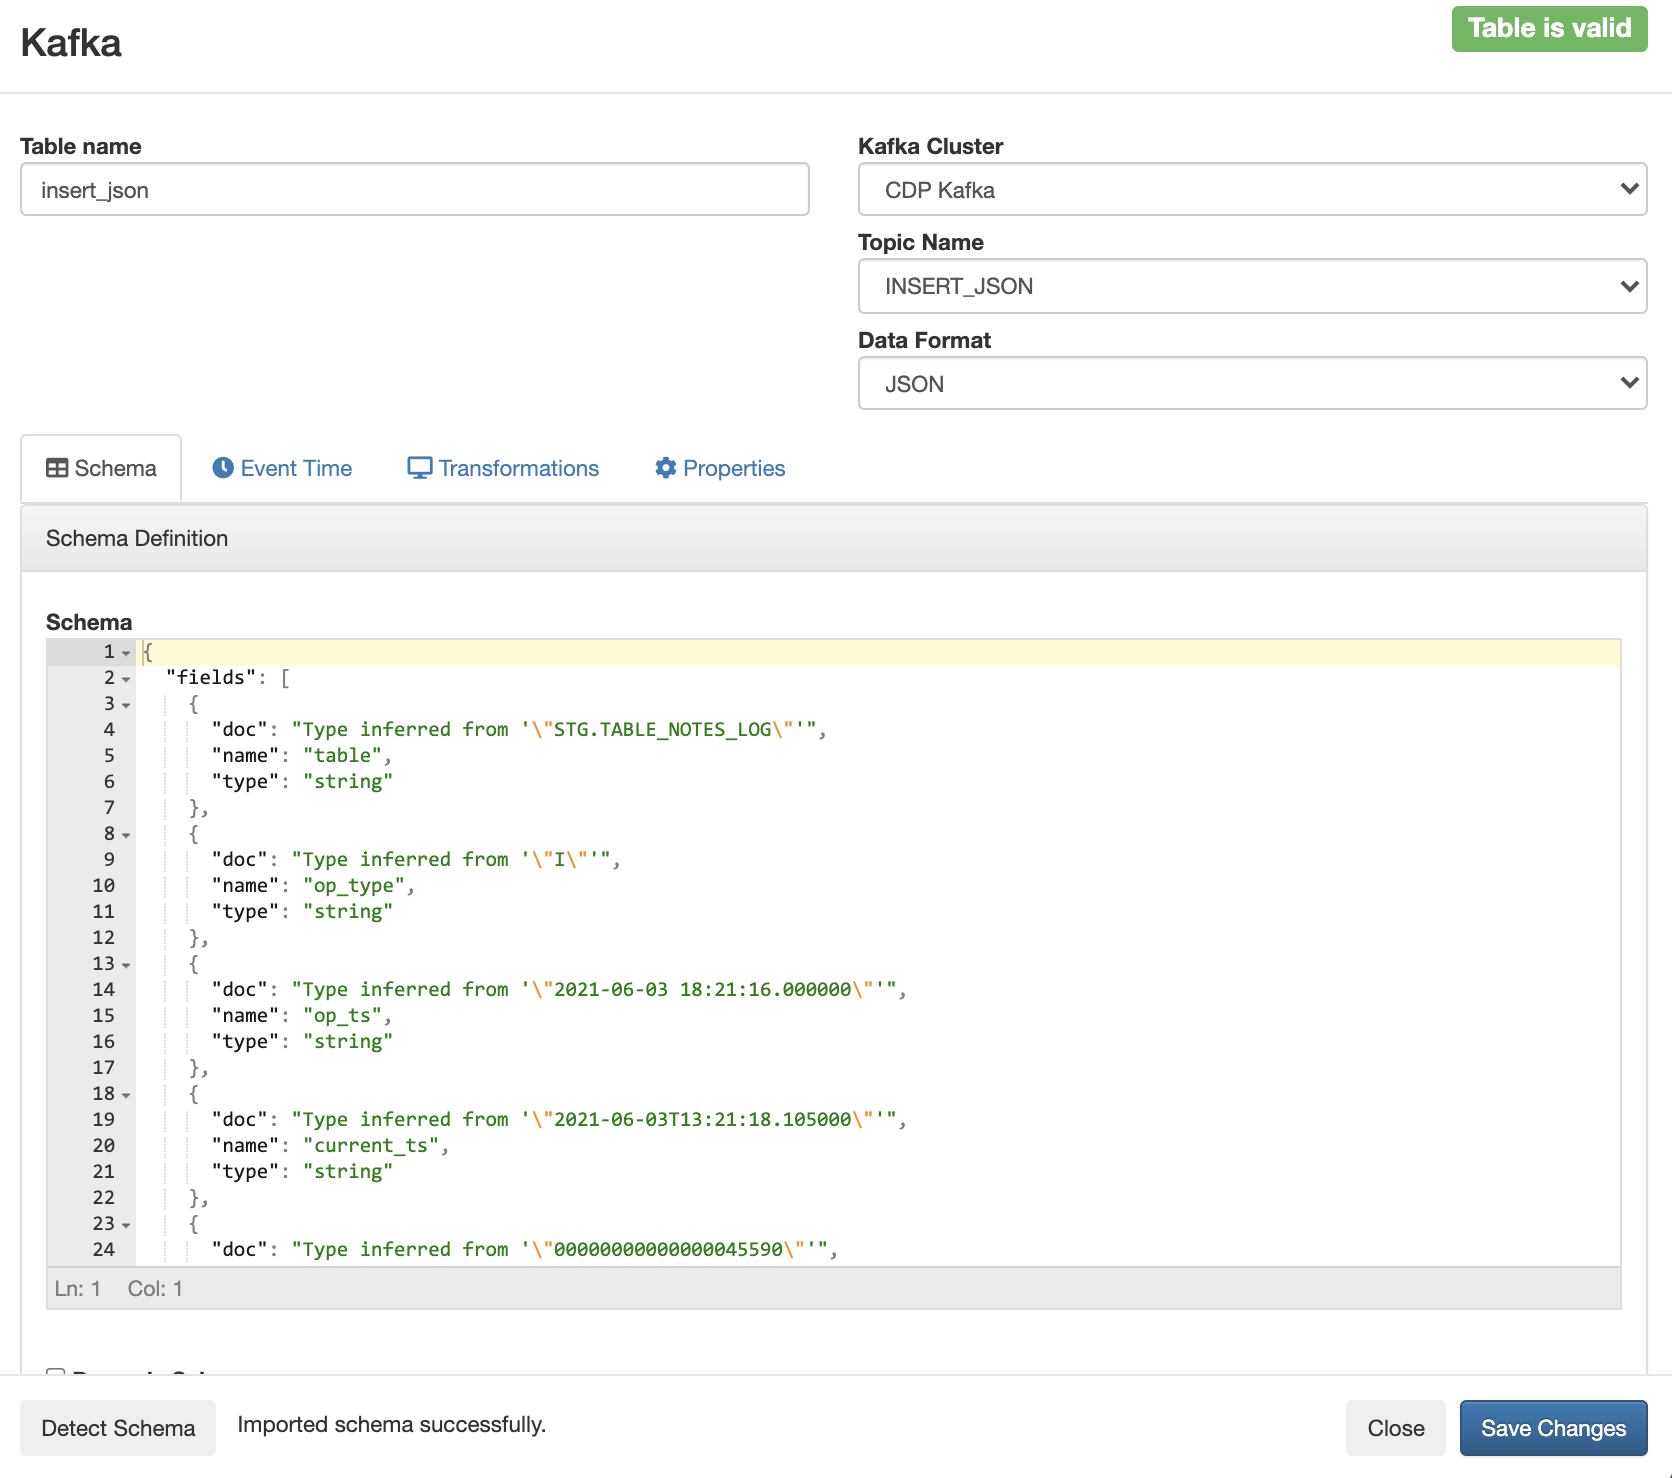 Kafka
Table is valid
Table name
insert_json
Kafka Cluster
CDP Kafka
Topic Name
INSERT_JSON
Data Format
JSON
Schema
Event Time
Transformations
Properties
Schema Definition
Schema
1 {
2 "fields": [
3 {
4 "doc": "Type inferred from '\"STG.TABLE_NOTES_LOG\"'",
5 "name": "table",
6 "type": "string"
7 },
8 {
9 "doc": "Type inferred from '\"I\"'",
10 "name": "op_type",
11 "type": "string"
12 },
13 {
14 "doc": "Type inferred from '\"2021-06-03 18:21:16.000000\"'",
15 "name": "op_ts",
16 "type": "string"
17 },
18 {
19 "doc": "Type inferred from '\"2021-06-03T13:21:18.105000\"'",
20 "name": "current_ts",
21 "type": "string"
22 },
23 {
24 "doc": "Type inferred from '\"00000000000000045590\"'",
Ln: 1 Col: 1
Detect Schema
Imported schema successfully.
Close
Save Changes